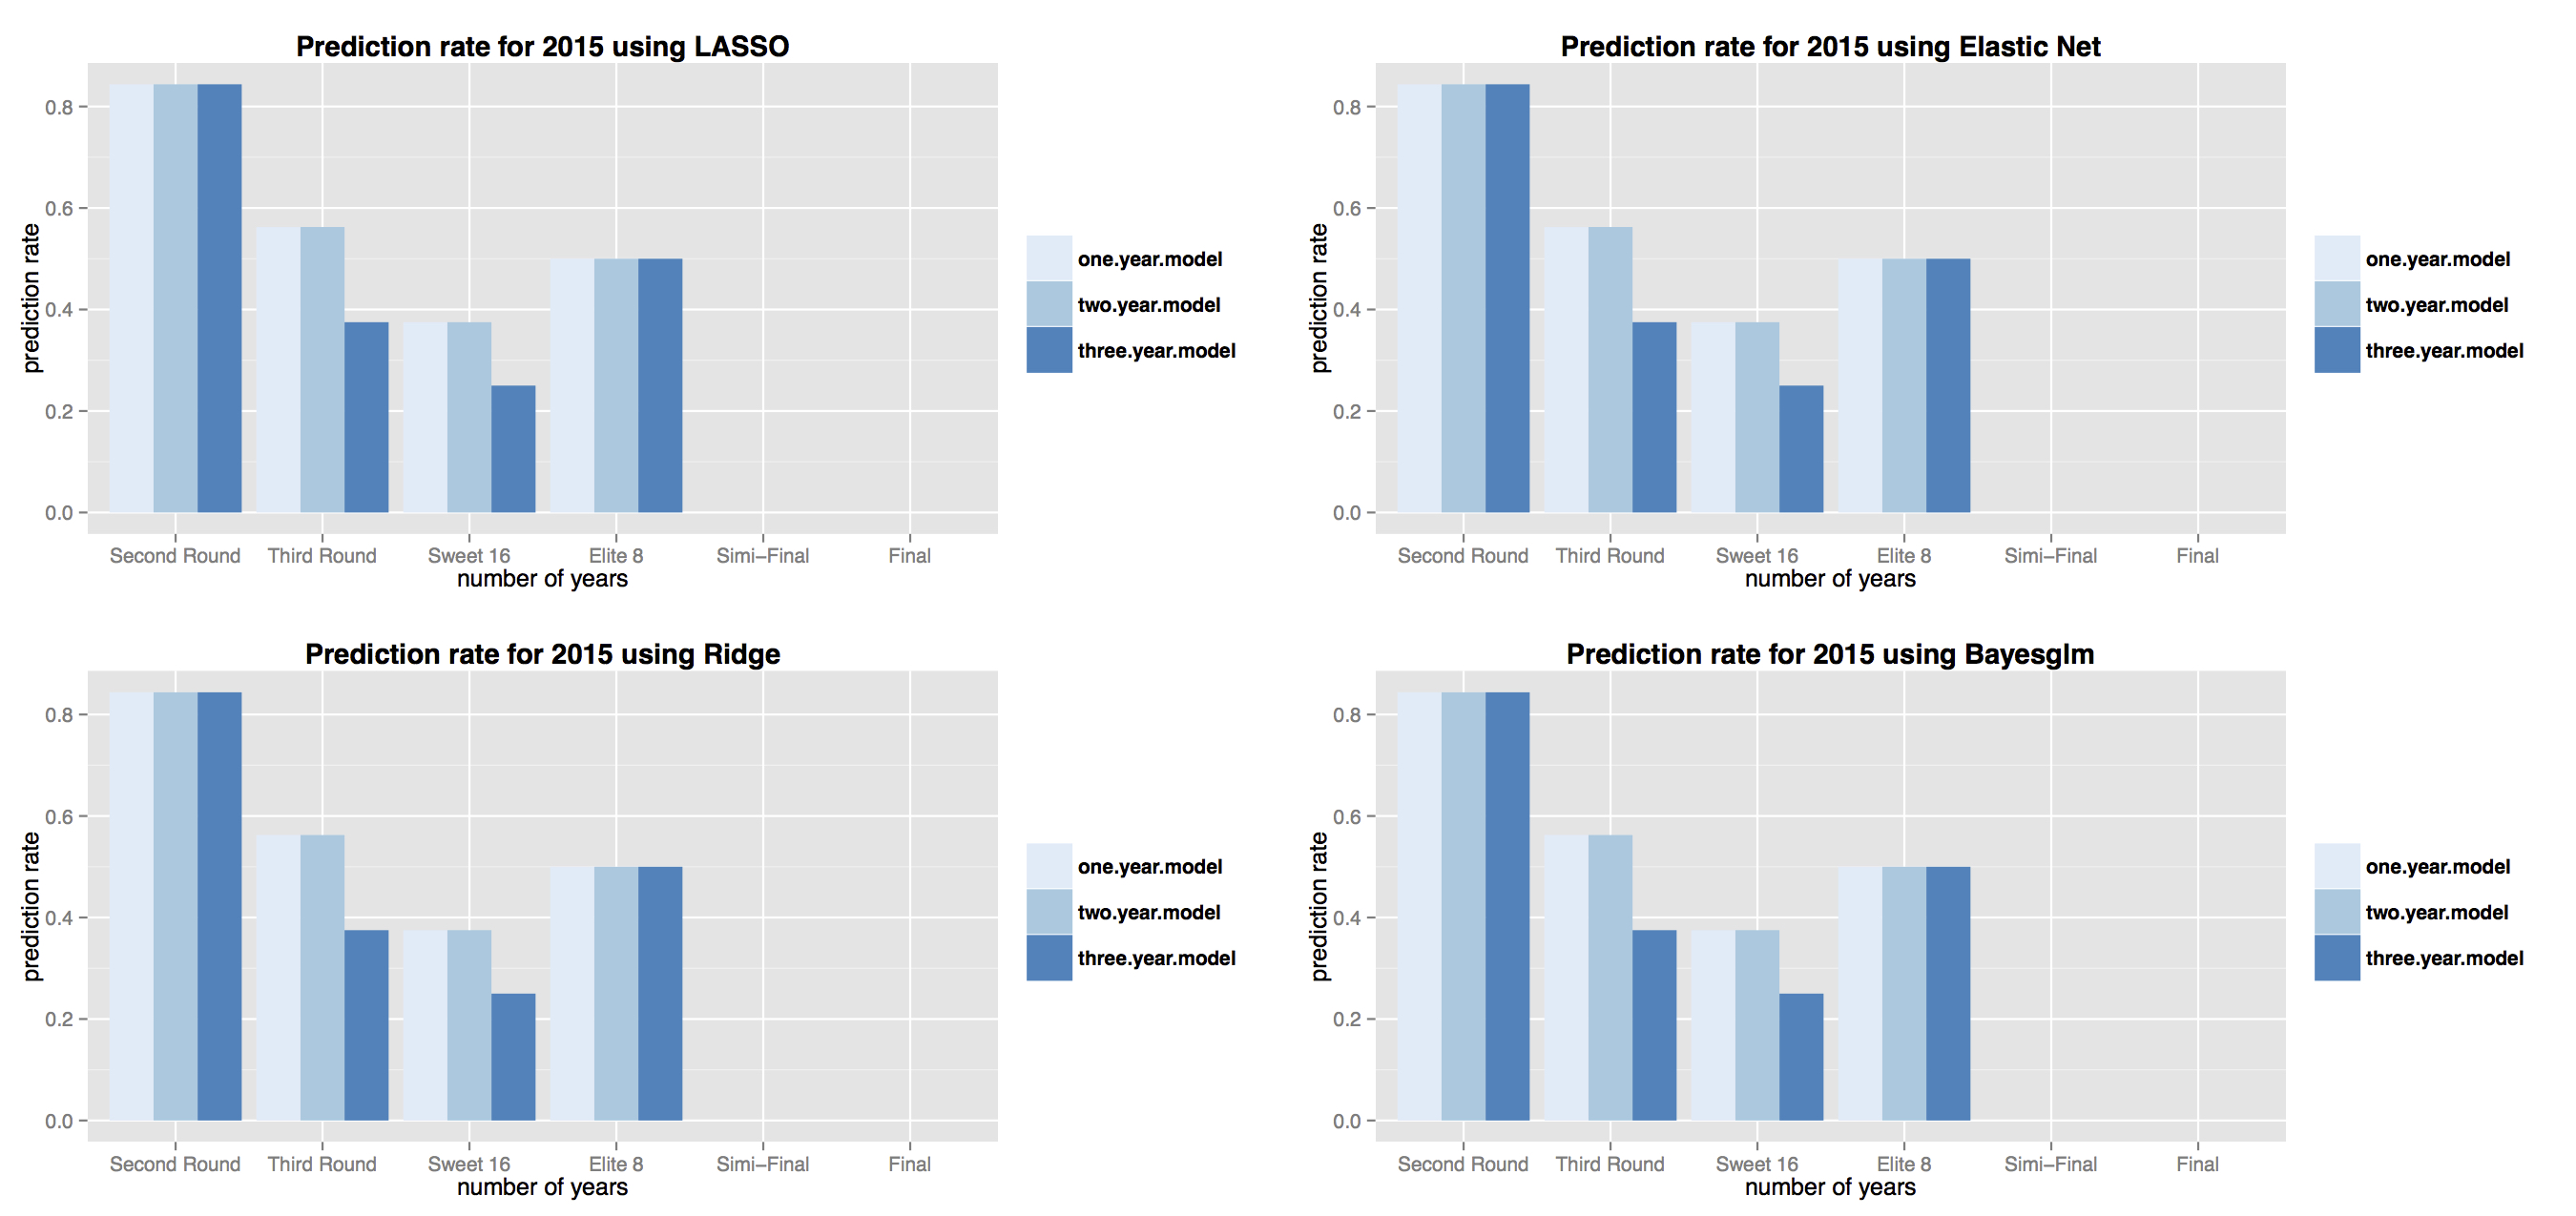 Prediction rate for 2015 using LASSO
prediction rate
0.8
0.6
0.4
0.2
0.0
Second Round Third Round Sweet 16 Elite 8 Simi−Final Final
number of years
one.year.model
two.year.model
three.year.model
Prediction rate for 2015 using Elastic Net
prediction rate
0.8
0.6
0.4
0.2
0.0
Second Round Third Round Sweet 16 Elite 8 Simi−Final Final
number of years
one.year.model
two.year.model
three.year.model
Prediction rate for 2015 using Ridge
prediction rate
0.8
0.6
0.4
0.2
0.0
Second Round Third Round Sweet 16 Elite 8 Simi−Final Final
number of years
one.year.model
two.year.model
three.year.model
Prediction rate for 2015 using Bayesglm
prediction rate
0.8
0.6
0.4
0.2
0.0
Second Round Third Round Sweet 16 Elite 8 Simi−Final Final
number of years
one.year.model
two.year.model
three.year.model